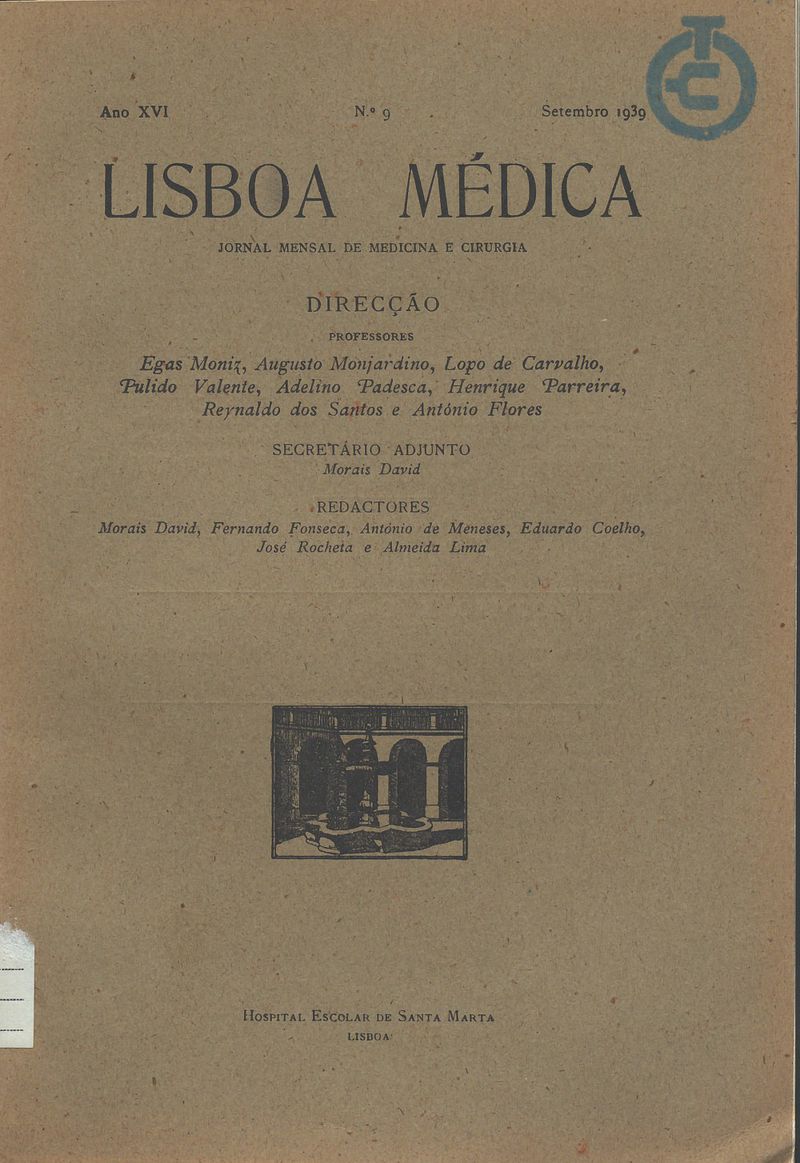 Ano XVI N.º 9 Setembro 1939
LISBOA MÉDICA
JORNAL MENSAL DE MEDICINA E CIRURGIA
DIRECÇÃO
PROFESSORES
Egas Moniz, Augusto Monjardino, Lopo de Carvalho,
Pulido Valente, Adelino Padesca, Henrique Parreira,
Reynaldo dos Santos e António Flores
SECRETÁRIO ADJUNTO
Morais David
REDACTORES
Morais David, Fernando Fonseca, António de Meneses, Eduardo Coelho,
José Rocheta e Almeida Lima
HOSPITAL ESCOLAR DE SANTA MARTA
LISBOA